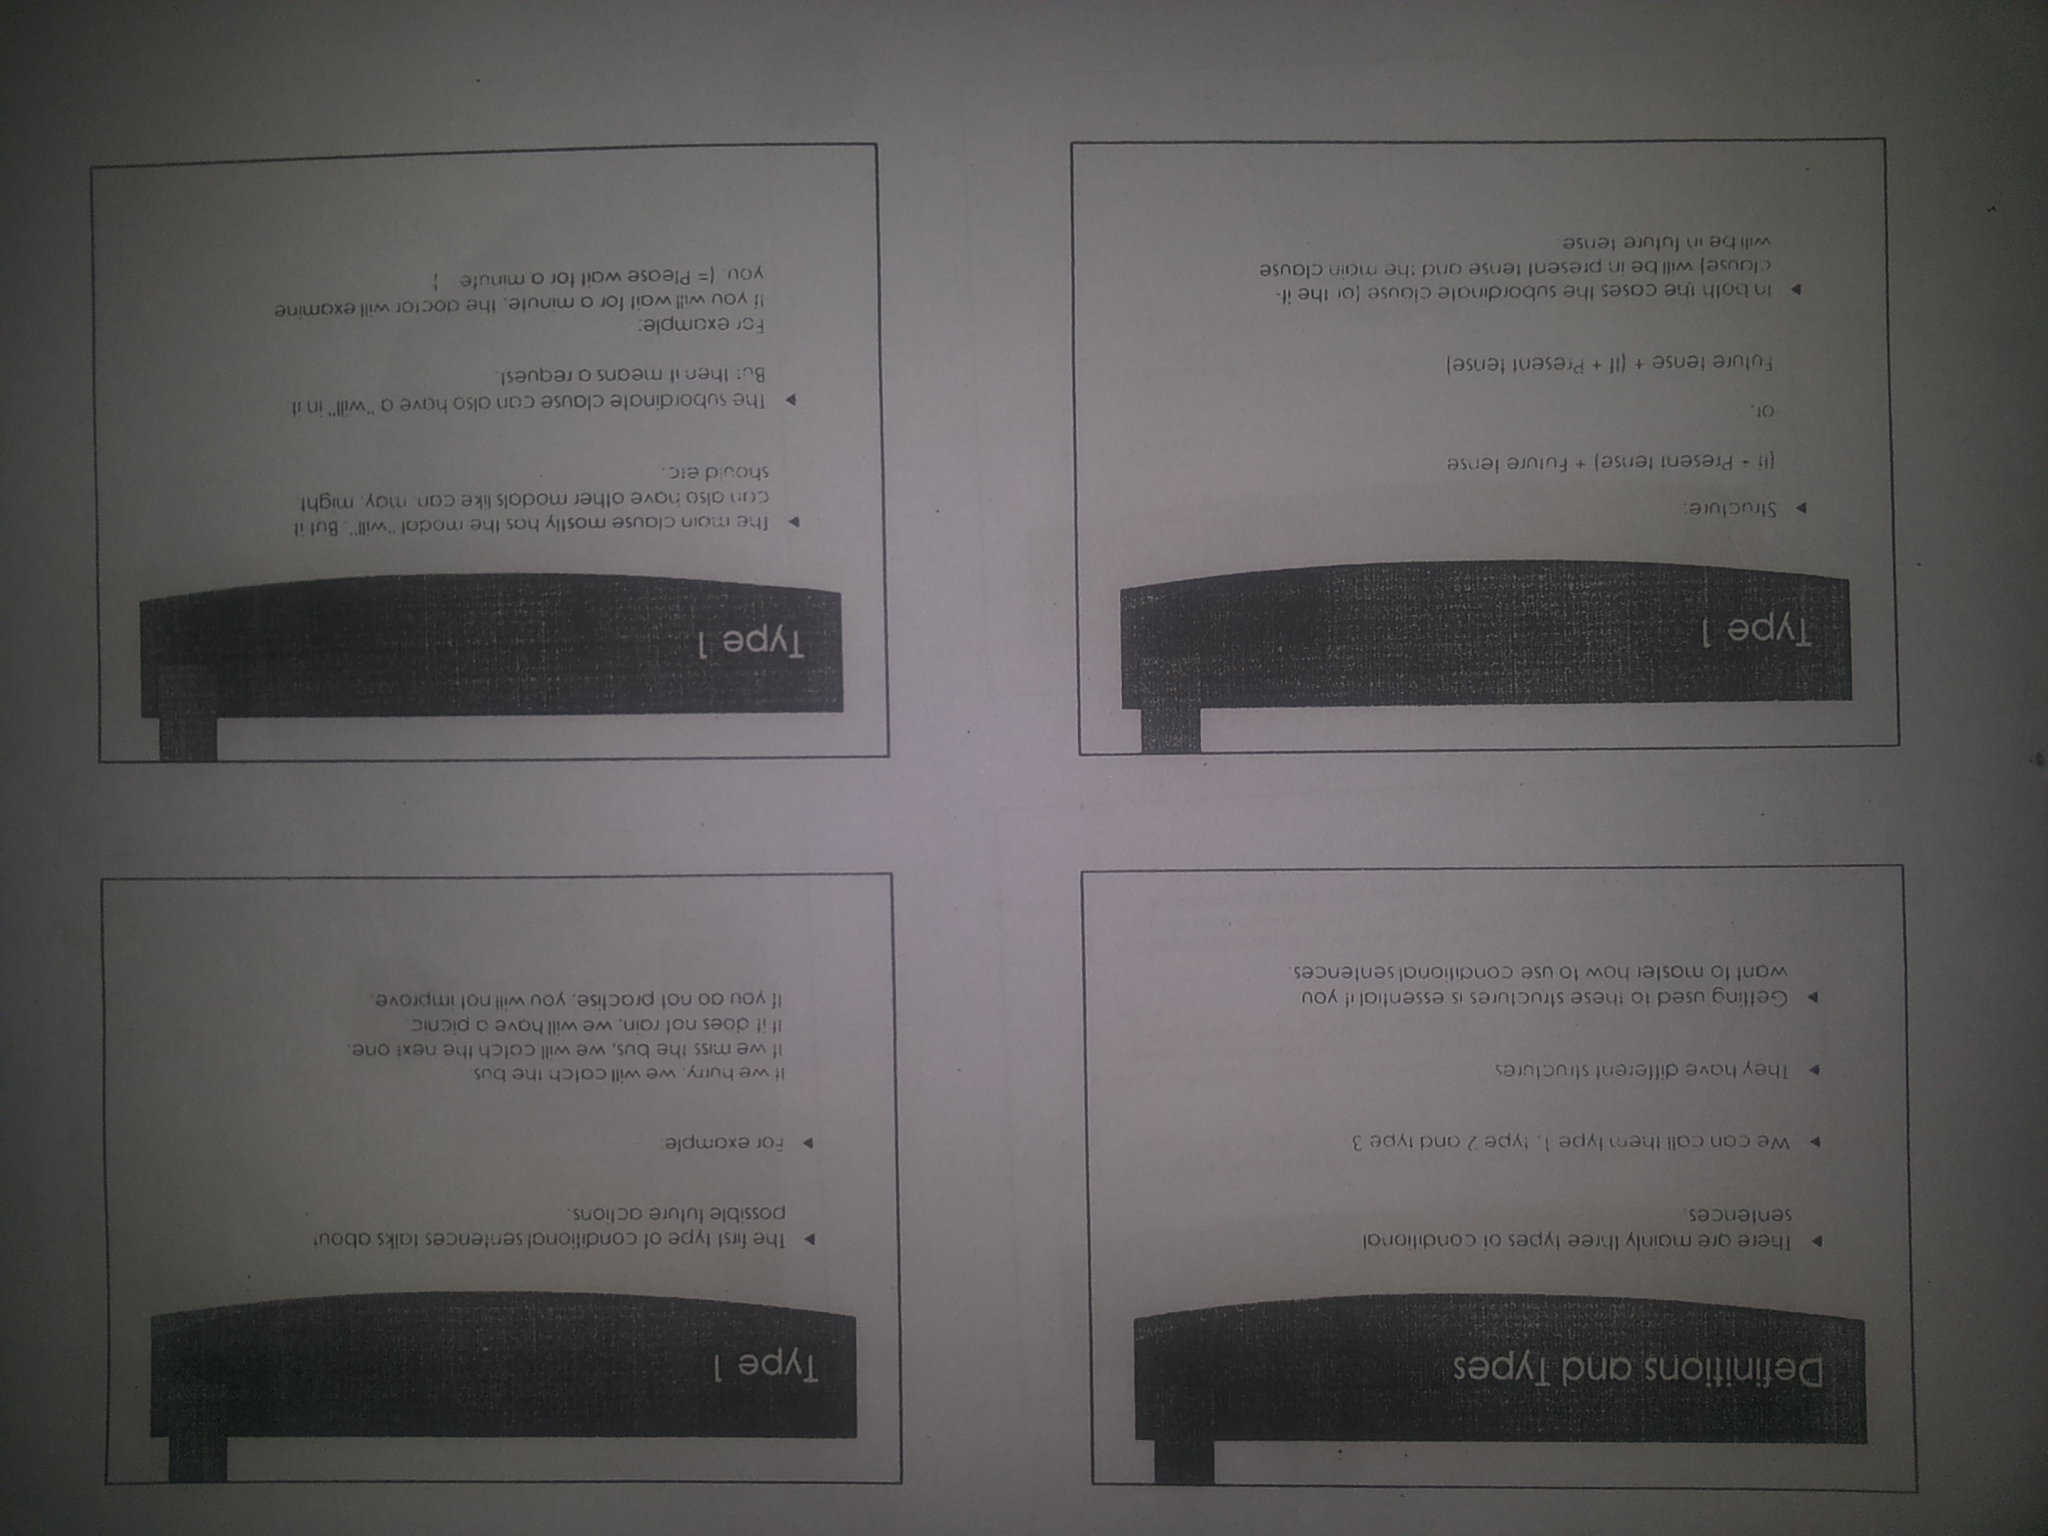 Definitions and Types
▶ There are mainly three types of conditional
sentences.
▶ We can call them type 1, type 2 and type 3
▶ They have different structures
▶ Getting used to these structures is essential if you
want to master how to use conditional sentences.
Type 1
▶ The first type of conditional sentences talks about
possible future actions.
▶ For example:
If we hurry, we will catch the bus.
If we miss the bus, we will catch the next one.
If it does not rain, we will have a picnic.
If you do not practise, you will not improve.
Type 1
▶ Structure:
(If + Present tense) + Future tense
or,
Future tense + (If + Present tense)
▶ In both the cases the subordinate clause (or the if-
clause) will be in present tense and the main clause
will be in future tense.
Type 1
▶ The main clause mostly has the modal "will". But it
can also have other modals like can, may, might
should etc.
▶ The subordinate clause can also have a "will" in it.
But then it means a request.
For example:
If you will wait for a minute, the doctor will examine
you. (= Please wait for a minute )